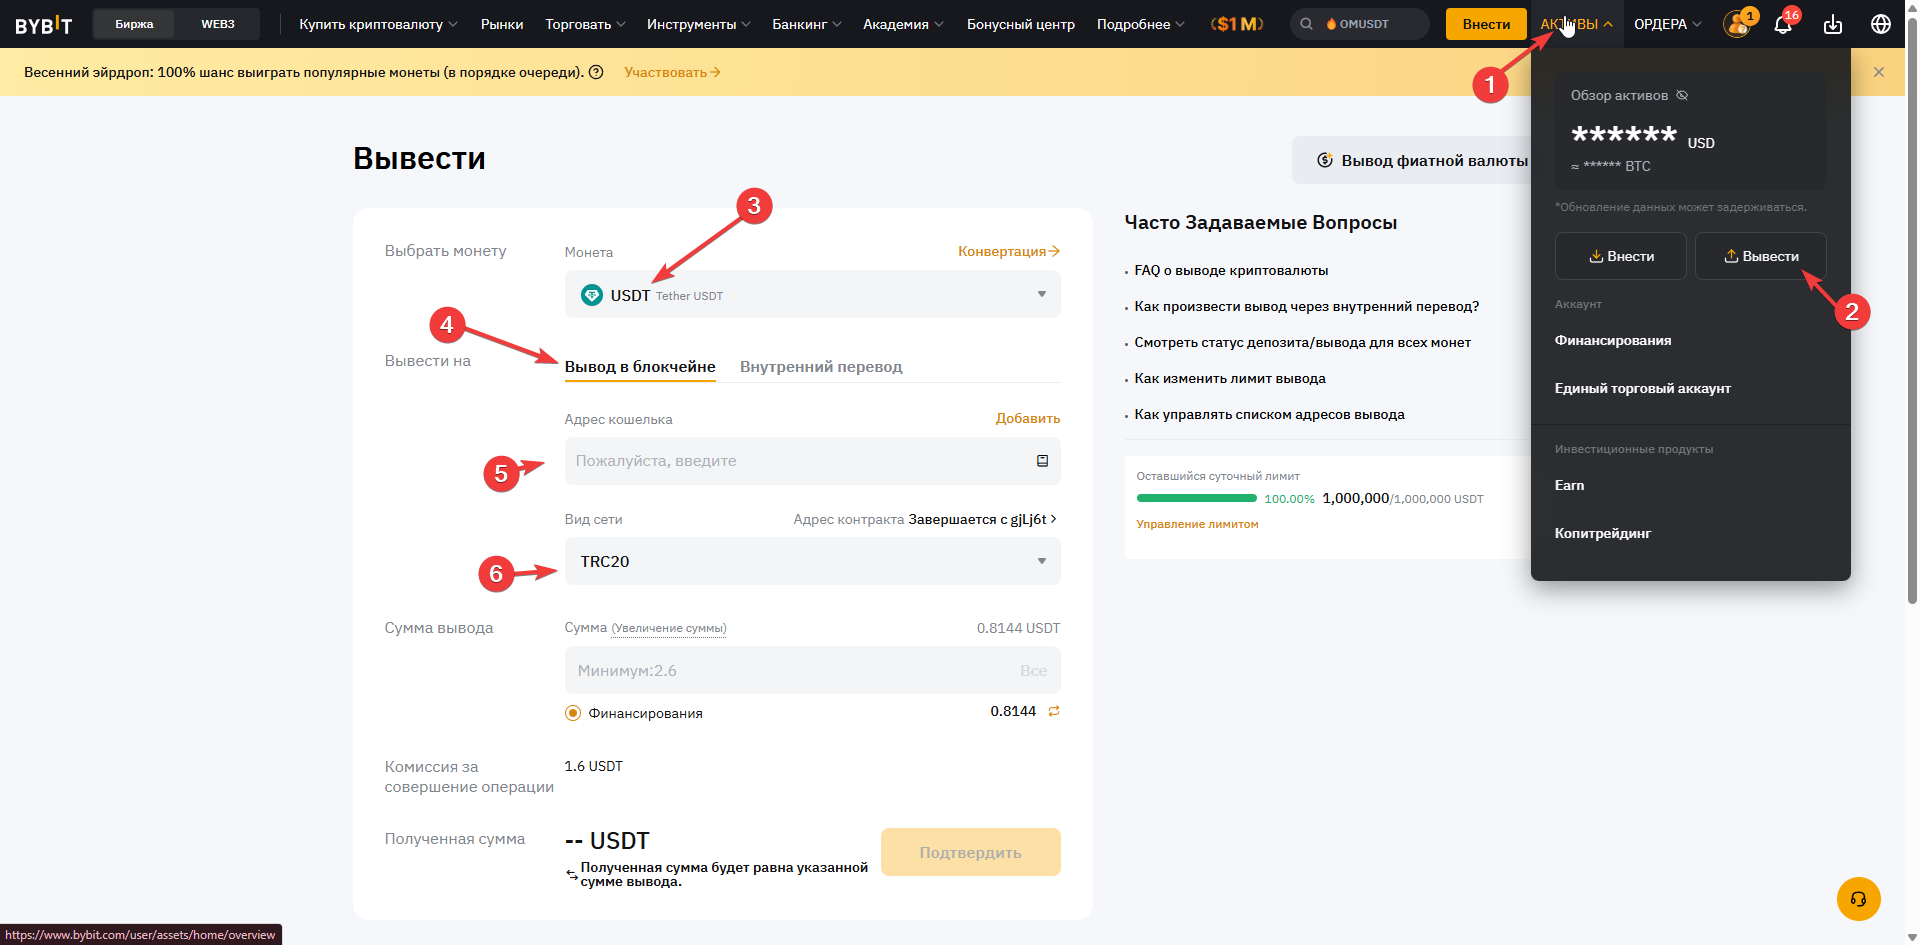 BYBIT
Биржа
WEB3
Купить криптовалюту
Рынки
Торговать
Инструменты
Банкинг
Академия
Бонусный центр
Подробнее
($1M)
OMUSDT
Внести
АКТИВЫ
ОРДЕРА
1
16
Весенний эйрдроп: 100% шанс выиграть популярные монеты (в порядке очереди).
Участвовать
1
Обзор активов
****** USD
≈ ****** BTC
*Обновление данных может задерживаться.
Внести
Вывести
2
Аккаунт
Финансирования
Единый торговый аккаунт
Инвестиционные продукты
Earn
Копитрейдинг
Вывести
Вывод фиатной валюты
3
Выбрать монету
Монета
Конвертация
USDT Tether USDT
4
Вывести на
Вывод в блокчейне
Внутренний перевод
Адрес кошелька
Добавить
5
Пожалуйста, введите
Вид сети
Адрес контракта Завершается с gjLj6t
6
TRC20
Сумма вывода
Сумма (Увеличение суммы)
0.8144 USDT
Минимум:2.6
Все
Финансирования
0.8144
Комиссия за
совершение операции
1.6 USDT
Полученная сумма
-- USDT
Полученная сумма будет равна указанной
сумме вывода.
Подтвердить
Часто Задаваемые Вопросы
FAQ о выводе криптовалюты
Как произвести вывод через внутренний перевод?
Смотреть статус депозита/вывода для всех монет
Как изменить лимит вывода
Как управлять списком адресов вывода
Оставшийся суточный лимит
100.00% 1,000,000/1,000,000 USDT
Управление лимитом
https://www.bybit.com/user/assets/home/overview